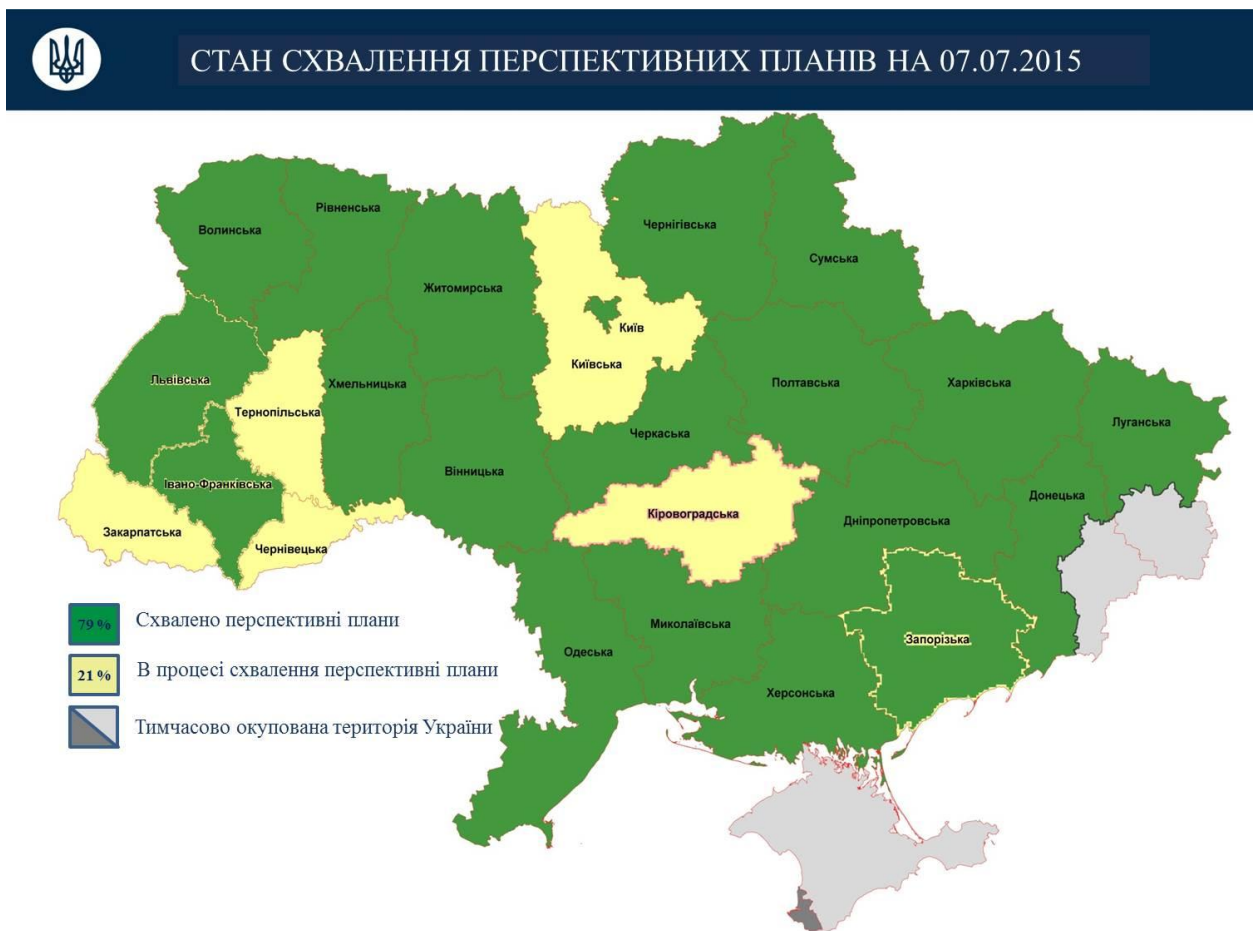 СТАН СХВАЛЕННЯ ПЕРСПЕКТИВНИХ ПЛАНІВ НА 07.07.2015
Волинська
Рівненська
Житомирська
Чернігівська
Сумська
Київ
Київська
Львівська
Тернопільська
Хмельницька
Полтавська
Харківська
Луганська
Черкаська
Вінницька
Івано-Франківська
Закарпатська
Чернівецька
Кіровоградська
Дніпропетровська
Донецька
Одеська
Миколаївська
Запорізька
Херсонська
79 % Схвалено перспективні плани
21 % В процесі схвалення перспективні плани
Тимчасово окупована територія України